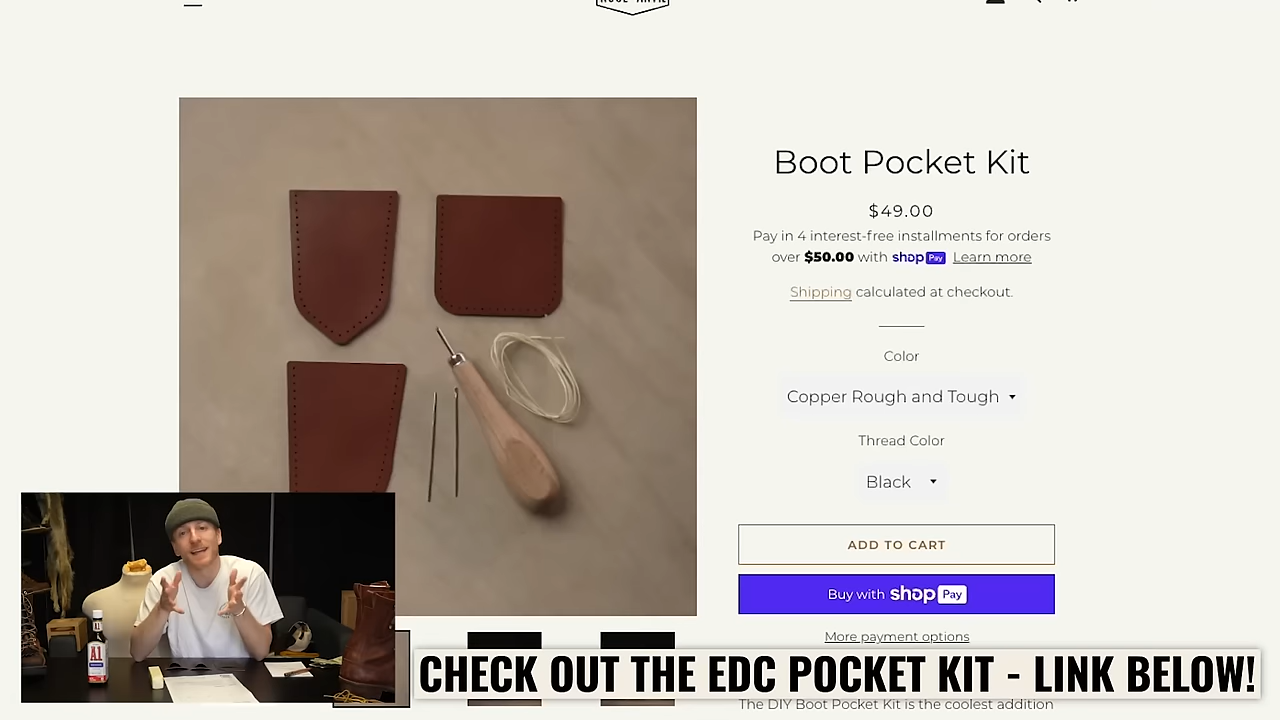 Boot Pocket Kit
$49.00
Pay in 4 interest-free installments for orders
over $50.00 with shop Pay Learn more
Shipping calculated at checkout.
Color
Copper Rough and Tough
Thread Color
Black
ADD TO CART
Buy with shop Pay
More payment options
A1
CHECK OUT THE EDC POCKET KIT - LINK BELOW!
The DIY Boot Pocket Kit is the coolest addition